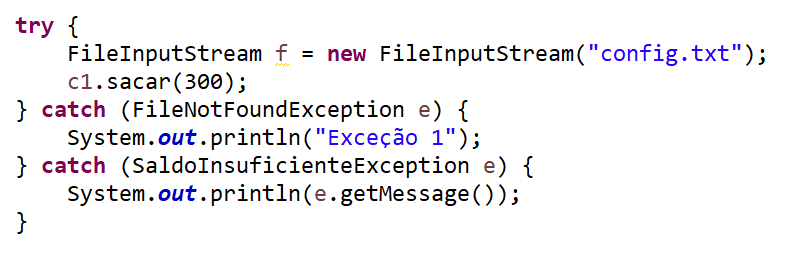 try {
    FileInputStream f = new FileInputStream("config.txt");
    c1.sacar(300);
} catch (FileNotFoundException e) {
    System.out.println("Exceção 1");
} catch (SaldoInsuficienteException e) {
    System.out.println(e.getMessage());
}